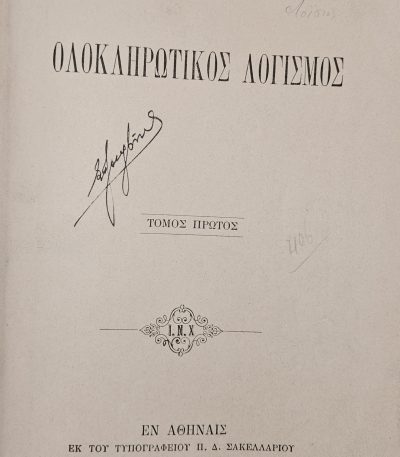 ΟΛΟΚΛΗΡΩΤΙΚΟΣ ΛΟΓΙΣΜΟΣ
ΤΟΜΟΣ ΠΡΩΤΟΣ
Ι. Ν. Χ
ΕΝ ΑΘΗΝΑΙΣ
ΕΚ ΤΟΥ ΤΥΠΟΓΡΑΦΕΙΟΥ Π. Δ. ΣΑΚΕΛΛΑΡΙΟΥ